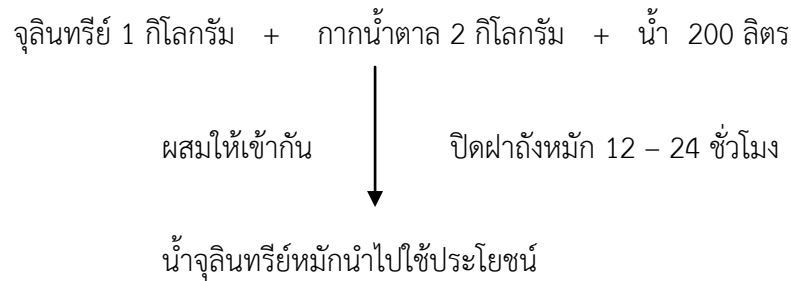 จุลินทรีย์ 1 กิโลกรัม + กากน้ำตาล 2 กิโลกรัม + น้ำ 200 ลิตร
ผสมให้เข้ากัน ปิดฝาถังหมัก 12 – 24 ชั่วโมง
น้ำจุลินทรีย์หมักนำไปใช้ประโยชน์